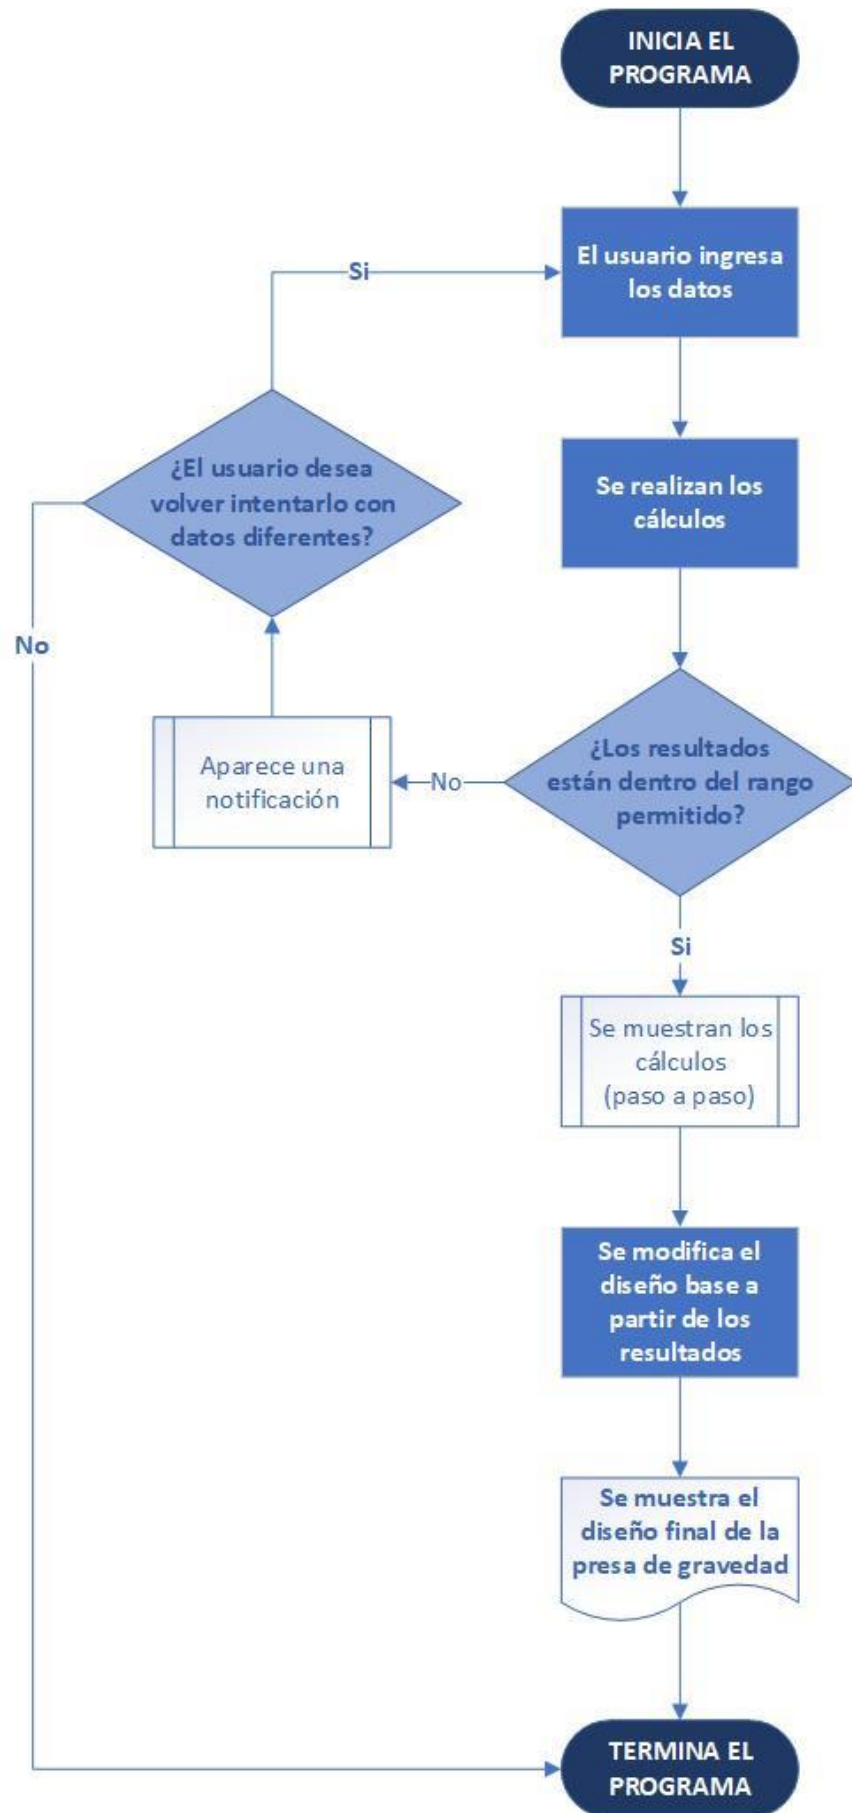 INICIA EL
PROGRAMA
El usuario ingresa
los datos
Si
¿El usuario desea
volver intentarlo con
datos diferentes?
Se realizan los
cálculos
No
Aparece una
notificación
No
¿Los resultados
están dentro del rango
permitido?
Si
Se muestran los
cálculos
(paso a paso)
Se modifica el
diseño base a
partir de los
resultados
Se muestra el
diseño final de la
presa de gravedad
TERMINA EL
PROGRAMA